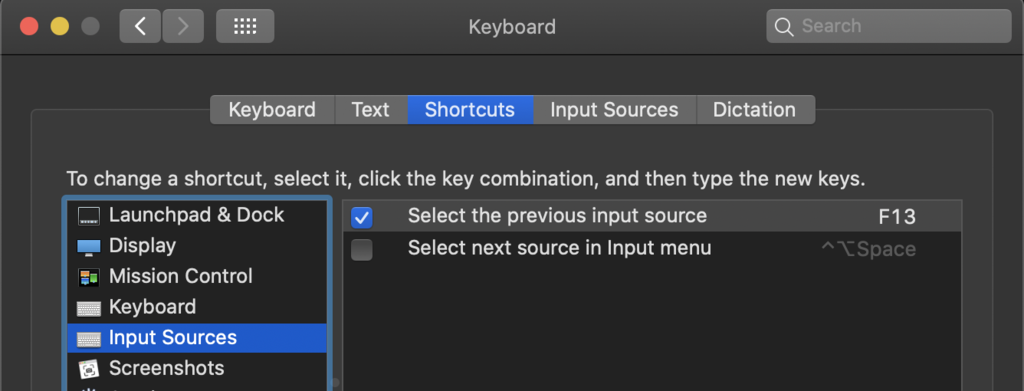 Keyboard
Search
Keyboard Text Shortcuts Input Sources Dictation
To change a shortcut, select it, click the key combination, and then type the new keys.
Launchpad & Dock
Display
Mission Control
Keyboard
Input Sources
Screenshots
Select the previous input source F13
Select next source in Input menu ^⌥Space